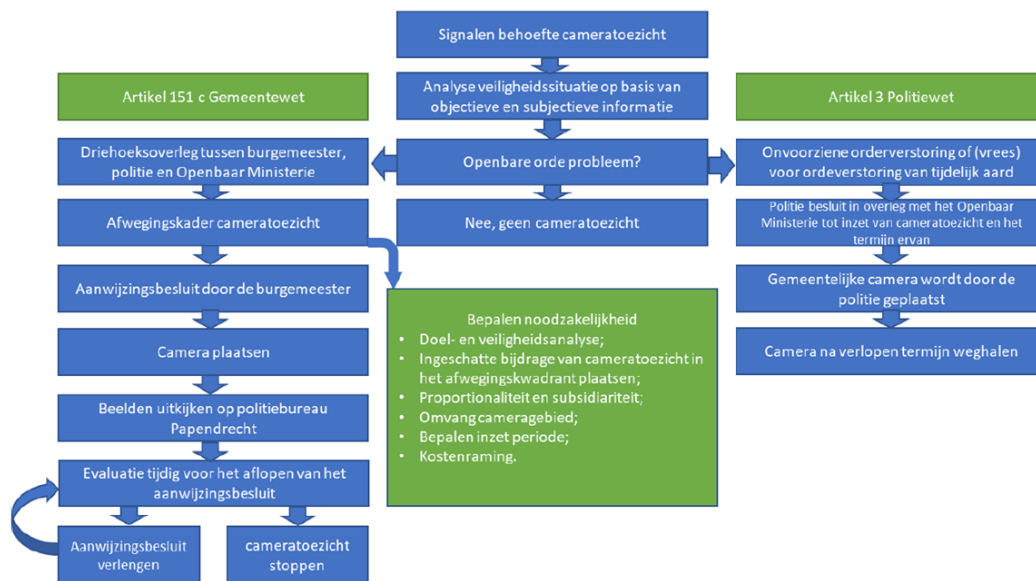 Signalen behoefte cameratoezicht
Analyse veiligheidssituatie op basis van
objectieve en subjectieve informatie
Openbare orde probleem?
Nee, geen cameratoezicht
Artikel 151 c Gemeentewet
Driehoeksoverleg tussen burgemeester,
politie en Openbaar Ministerie
Afwegingskader cameratoezicht
Aanwijzingsbesluit door de burgemeester
Camera plaatsen
Beelden uitkijken op politiebureau
Papendrecht
Evaluatie tijdig voor het aflopen van het
aanwijzingsbesluit
Aanwijzingsbesluit
verlengen
cameratoezicht
stoppen
Bepalen noodzakelijkheid
• Doel- en veiligheidsanalyse;
• Ingeschatte bijdrage van cameratoezicht in
het afwegingskwadrant plaatsen;
• Proportionaliteit en subsidiariteit;
• Omvang cameragebied;
• Bepalen inzet periode;
• Kostenraming.
Artikel 3 Politiewet
Onvoorziene orderverstoring of (vrees)
voor ordeverstoring van tijdelijk aard
Politie besluit in overleg met het Openbaar
Ministerie tot inzet van cameratoezicht en het
termijn ervan
Gemeentelijke camera wordt door de
politie geplaatst
Camera na verlopen termijn weghalen